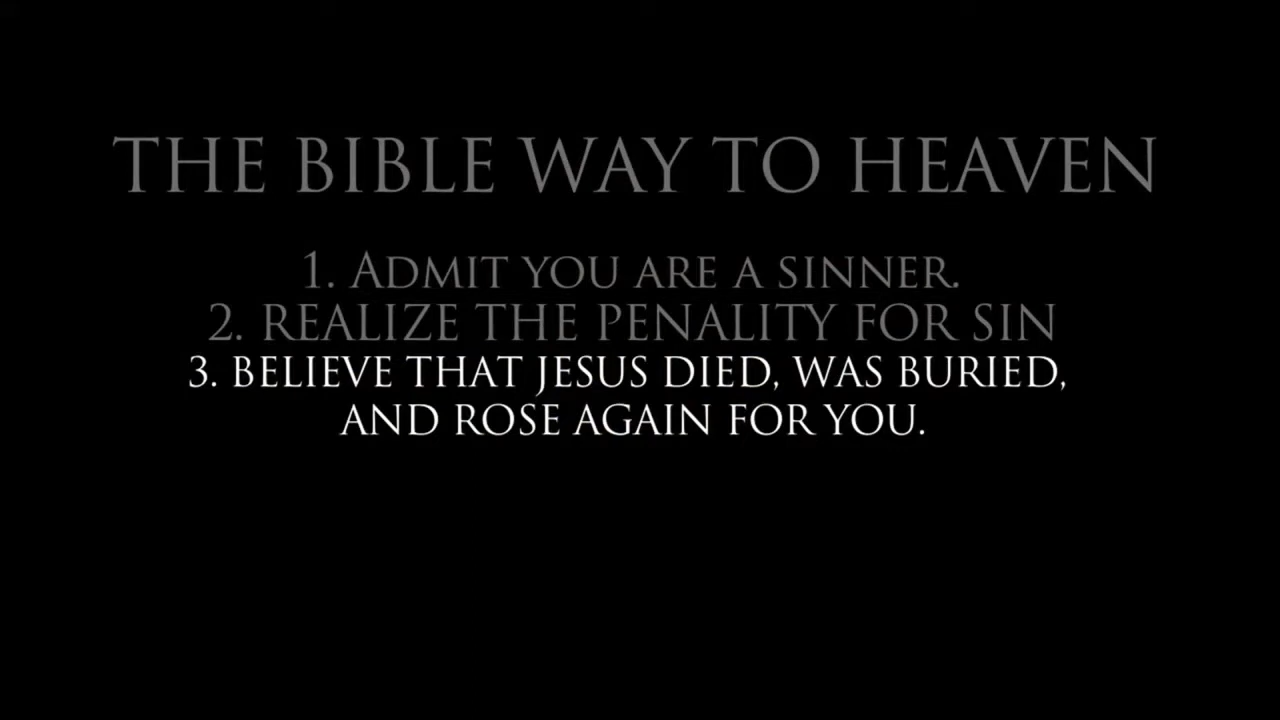 THE BIBLE WAY TO HEAVEN
1. ADMIT YOU ARE A SINNER.
2. REALIZE THE PENALITY FOR SIN
3. BELIEVE THAT JESUS DIED, WAS BURIED,
AND ROSE AGAIN FOR YOU.